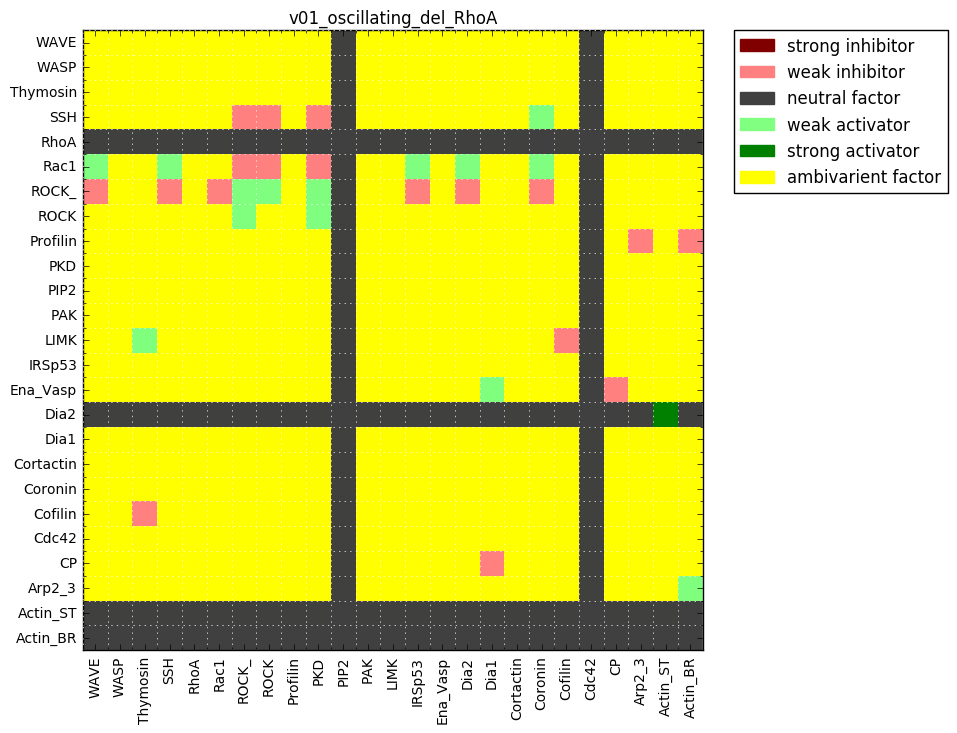 v01_oscillating_del_RhoA
WAVE
WASP
Thymosin
SSH
RhoA
Rac1
ROCK_
ROCK
Profilin
PKD
PIP2
PAK
LIMK
IRSp53
Ena_Vasp
Dia2
Dia1
Cortactin
Coronin
Cofilin
Cdc42
CP
Arp2_3
Actin_ST
Actin_BR
WAVE
WASP
Thymosin
SSH
RhoA
Rac1
ROCK_
ROCK
Profilin
PKD
PIP2
PAK
LIMK
IRSp53
Ena_Vasp
Dia2
Dia1
Cortactin
Coronin
Cofilin
Cdc42
CP
Arp2_3
Actin_ST
Actin_BR
strong inhibitor
weak inhibitor
neutral factor
weak activator
strong activator
ambivarient factor